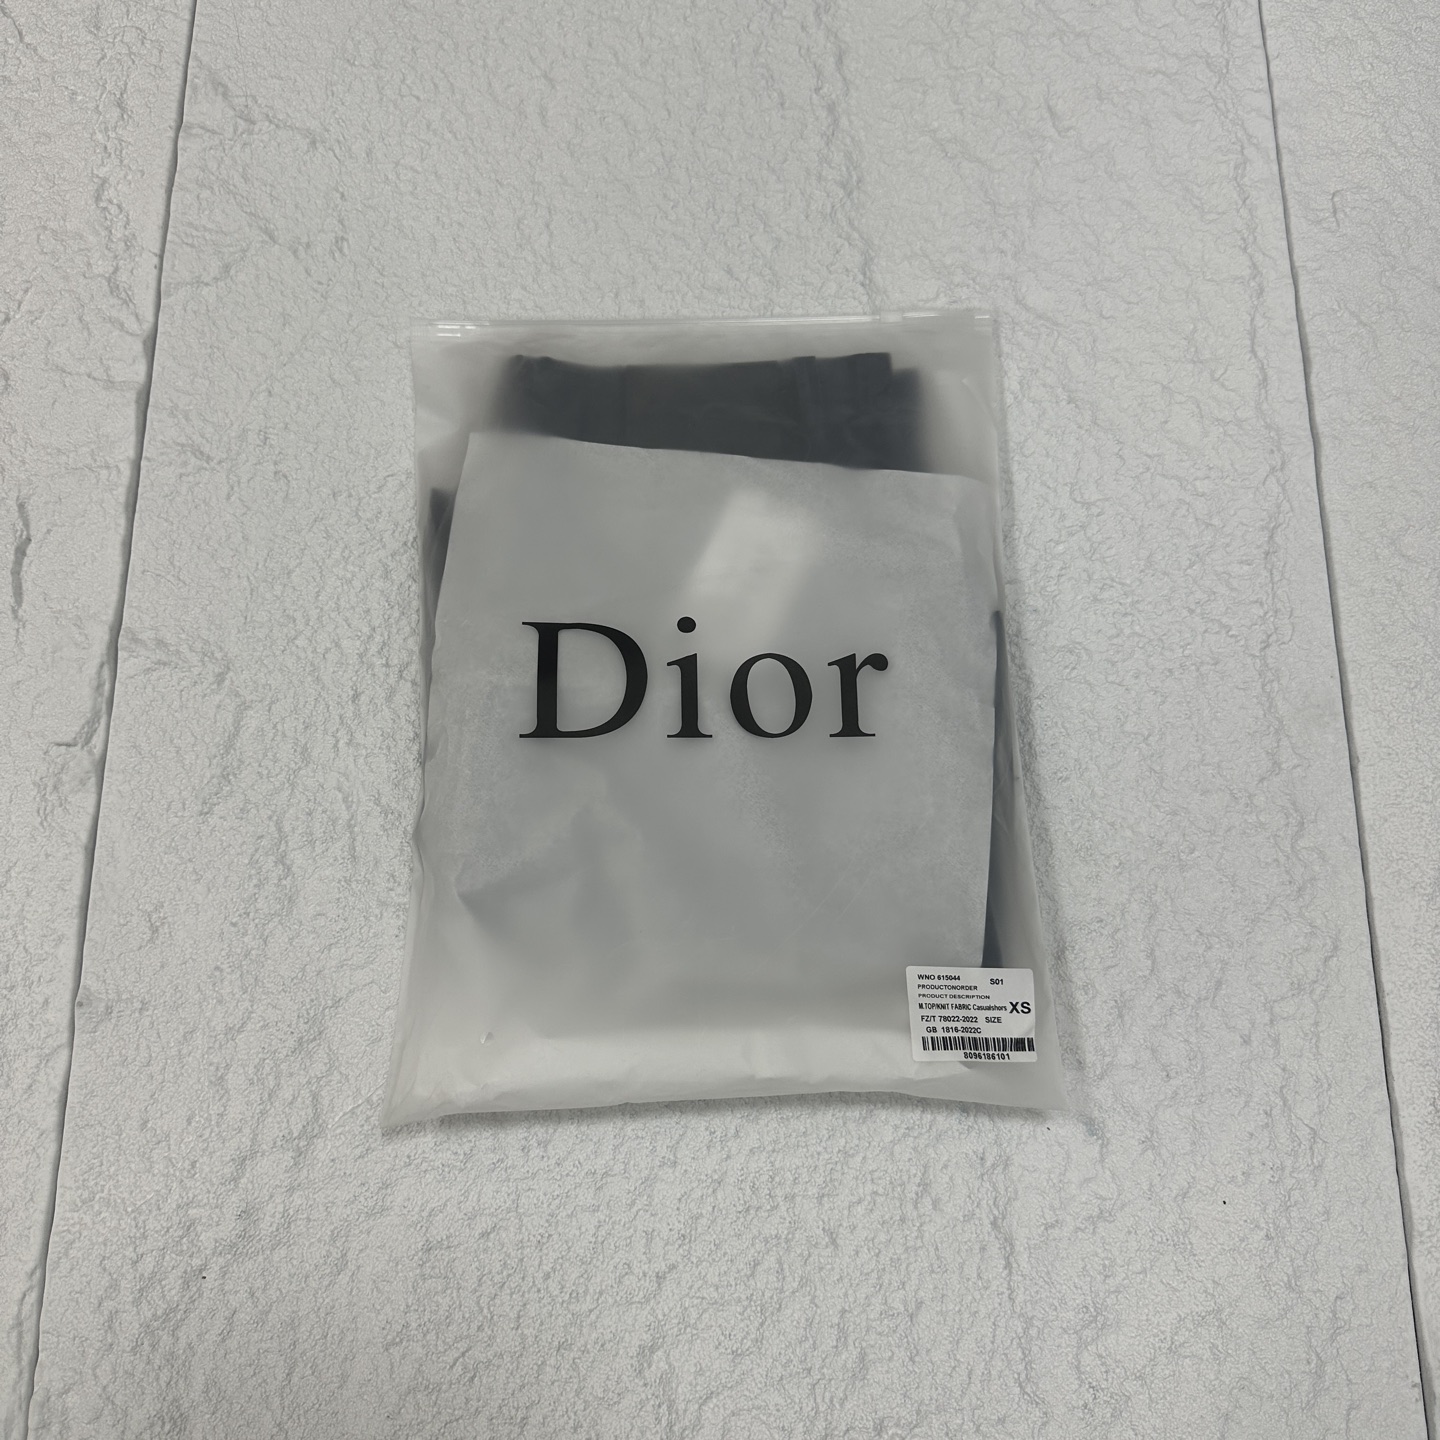 Dior
WNO 615044 S01
PRODUCTONORDER
PRODUCT DESCRIPTION
M.TOP/KNIT FABRIC Casualshors XS
FZ/T 78022-2022 SIZE
GB 1816-2022C
8096186101